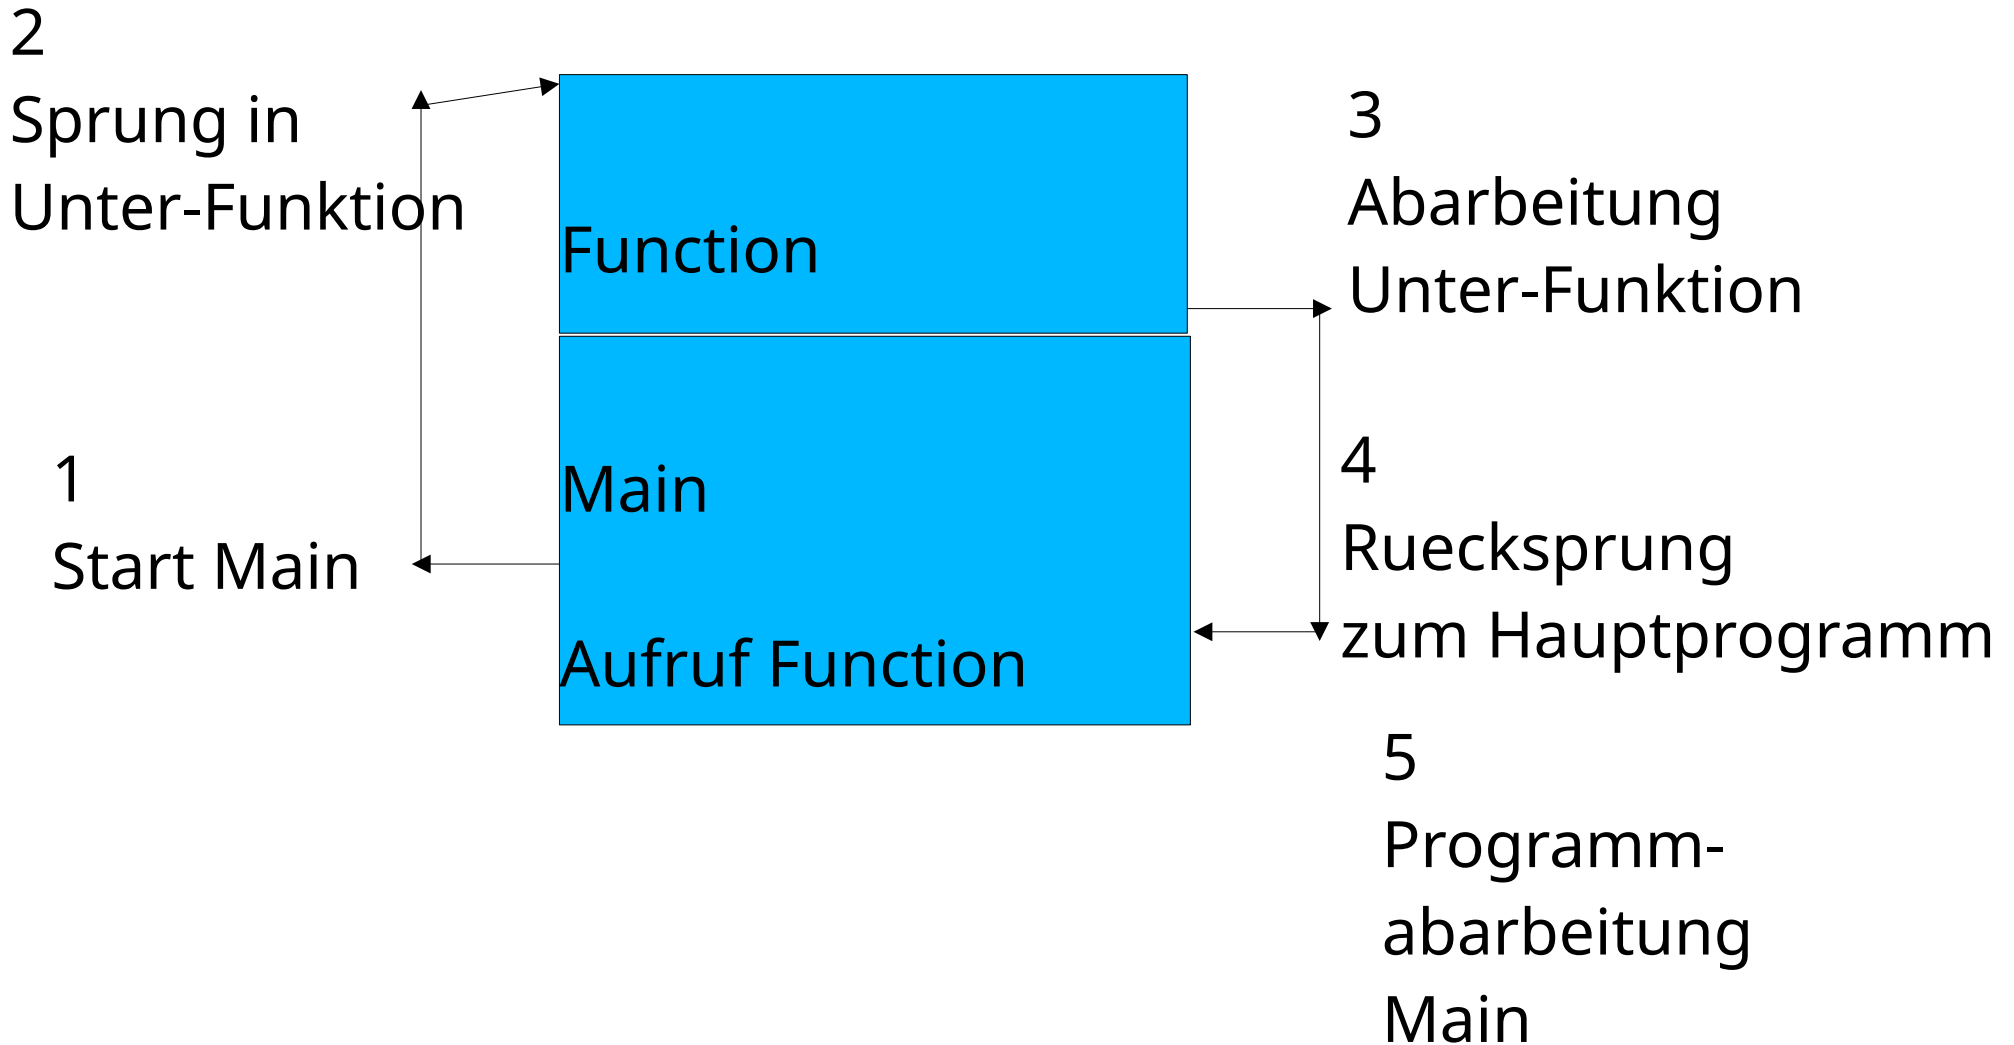 2
Sprung in
Unter-Funktion
Function
3
Abarbeitung
Unter-Funktion
1
Start Main
Main
Aufruf Function
4
Ruecksprung
zum Hauptprogramm
5
Programm-
abarbeitung
Main